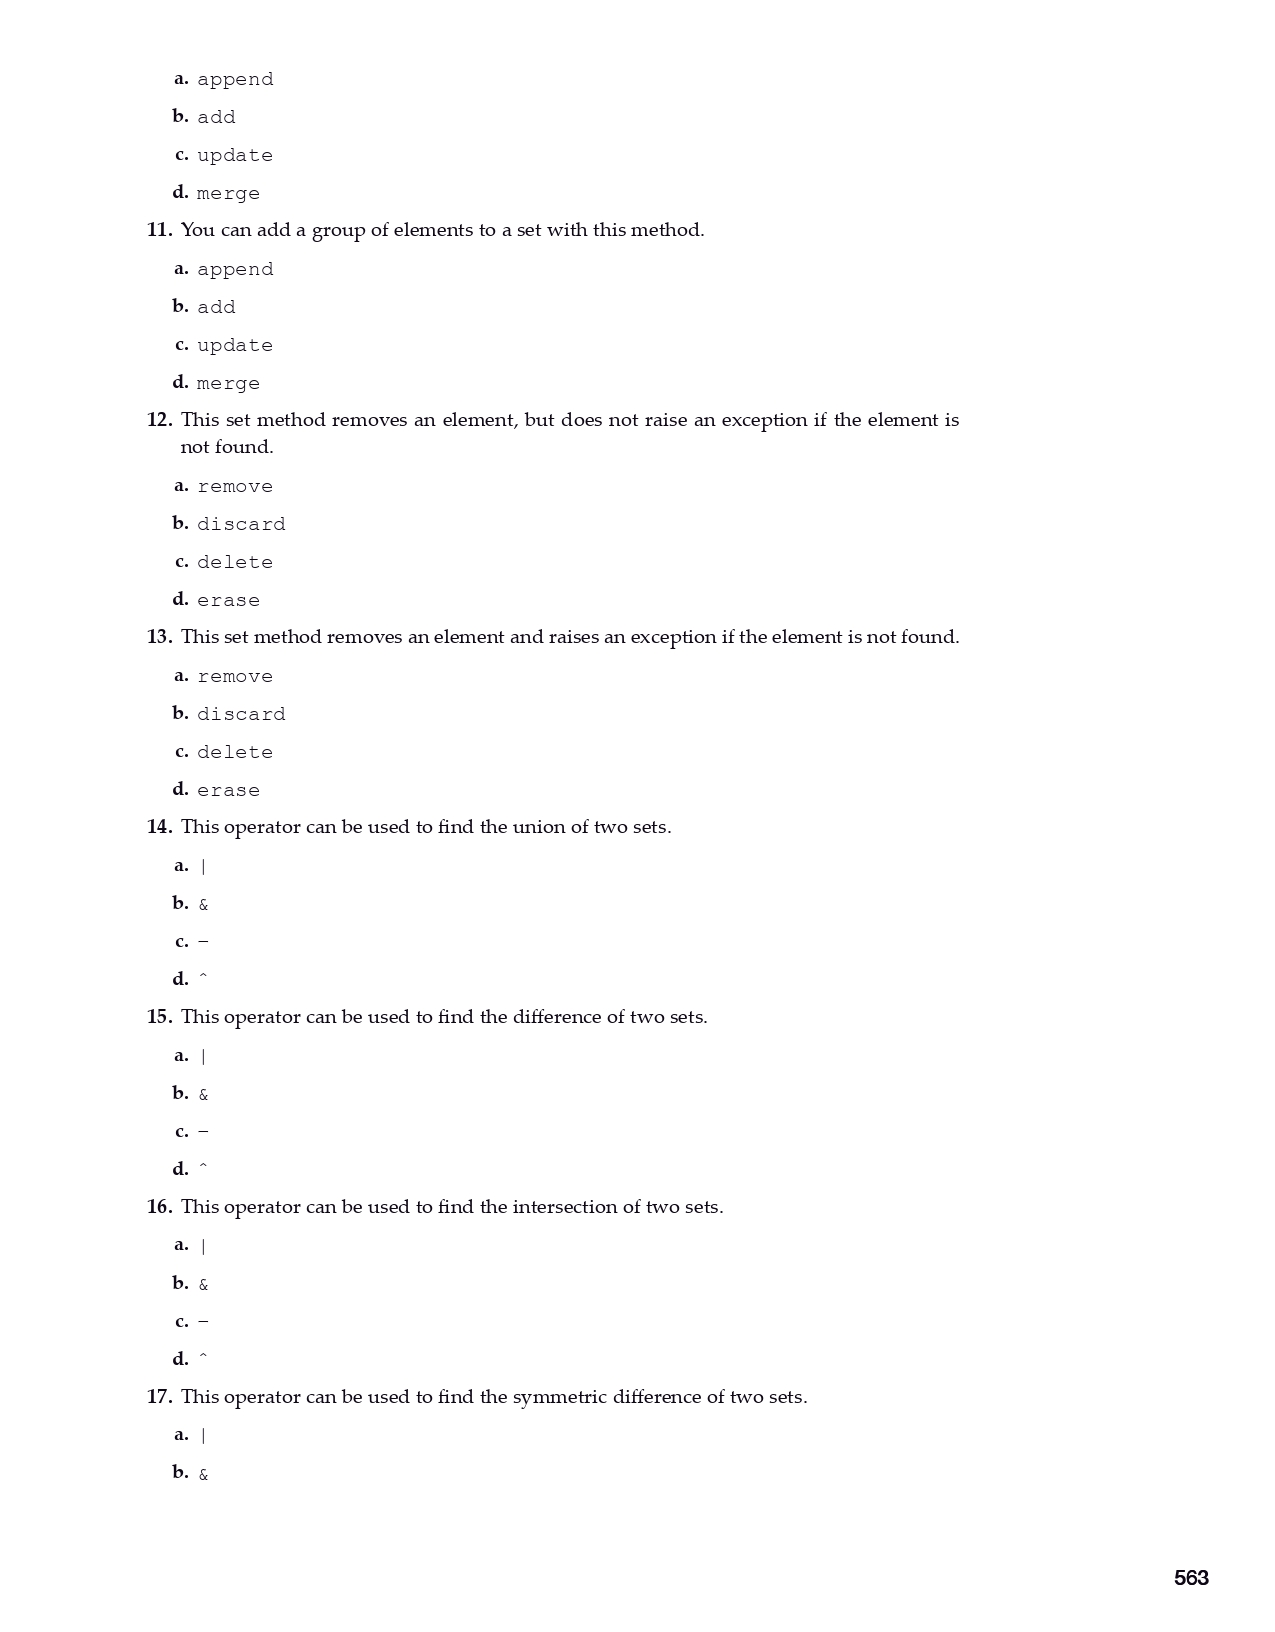 a. append
b. add
c. update
d. merge
11. You can add a group of elements to a set with this method.
a. append
b. add
c. update
d. merge
12. This set method removes an element, but does not raise an exception if the element is
not found.
a. remove
b. discard
c. delete
d. erase
13. This set method removes an element and raises an exception if the element is not found.
a. remove
b. discard
c. delete
d. erase
14. This operator can be used to find the union of two sets.
a. |
b. &
c. −
d. ^
15. This operator can be used to find the difference of two sets.
a. |
b. &
c. −
d. ^
16. This operator can be used to find the intersection of two sets.
a. |
b. &
c. −
d. ^
17. This operator can be used to find the symmetric difference of two sets.
a. |
b. &
563